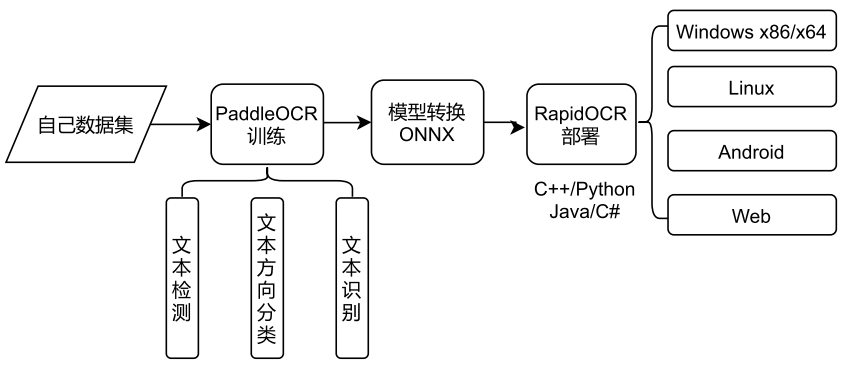 自己数据集
PaddleOCR
训练
模型转换
ONNX
RapidOCR
部署
C++/Python
Java/C#
Windows x86/x64
Linux
Android
Web
文本检测
文本方向分类
文本识别